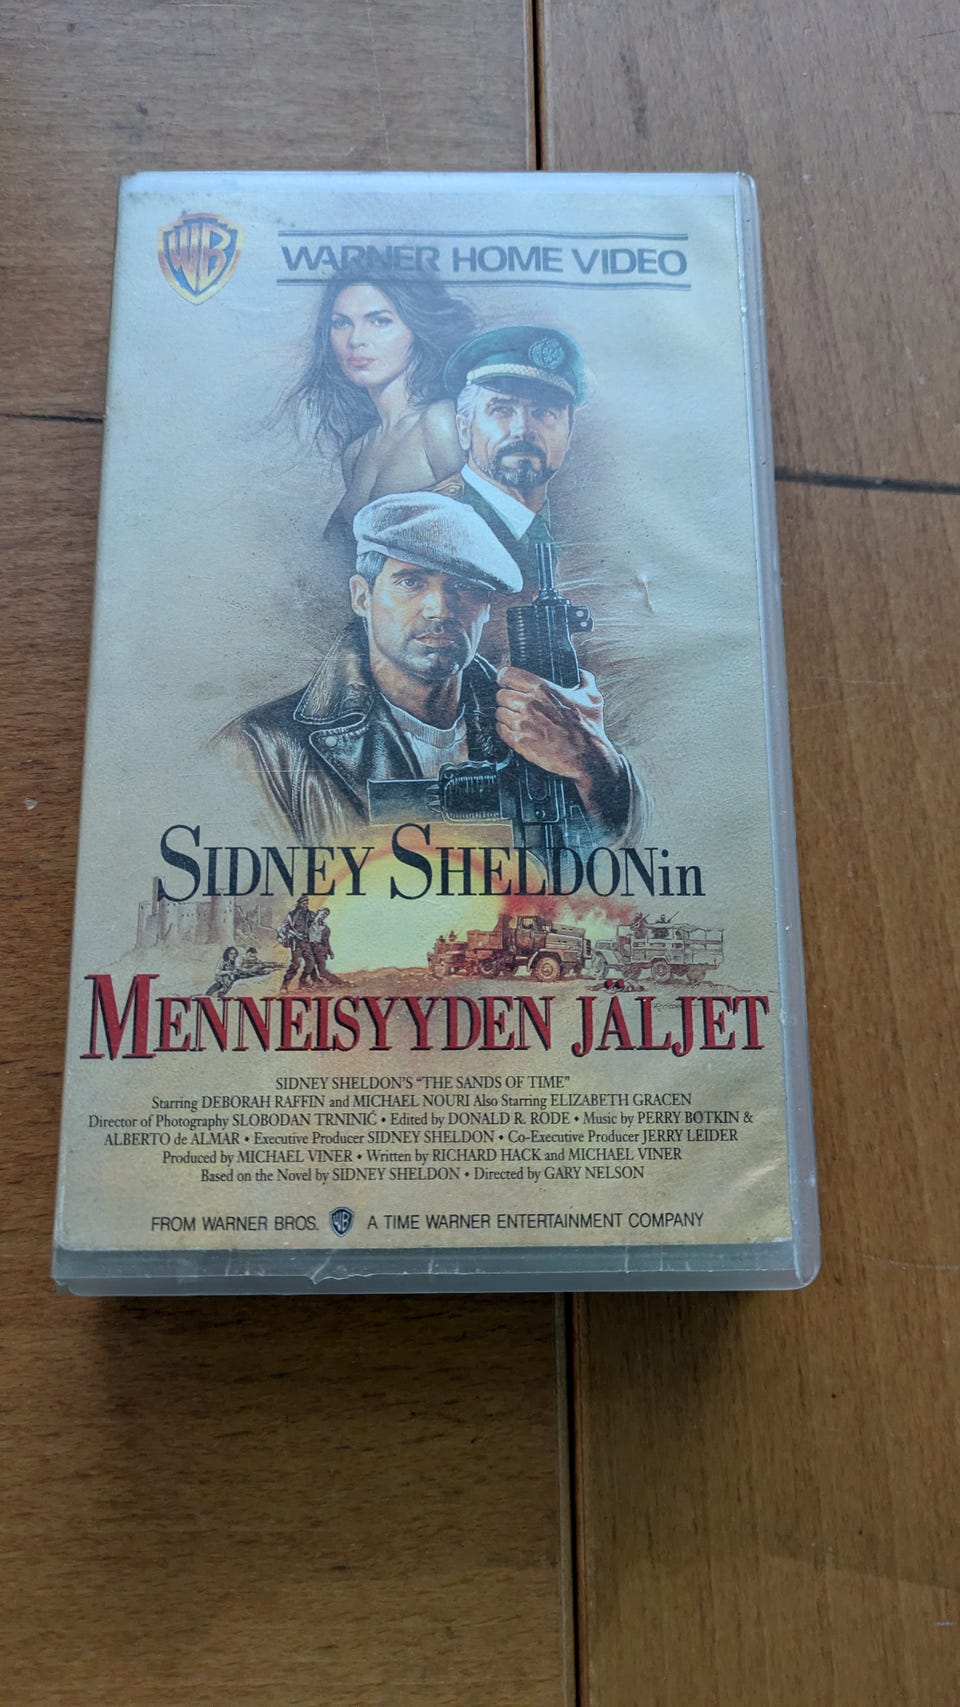 WB
WARNER HOME VIDEO
SIDNEY SHELDONin
MENNEISYYDEN JÄLJET
SIDNEY SHELDON'S "THE SANDS OF TIME"
Starring DEBORAH RAFFIN and MICHAEL NOURI Also Starring ELIZABETH GRACEN
Director of Photography SLOBODAN TRNINIĆ • Edited by DONALD R. RODE • Music by PERRY BOTKIN &
ALBERTO de ALMAR • Executive Producer SIDNEY SHELDON • Co-Executive Producer JERRY LEIDER
Produced by MICHAEL VINER • Written by RICHARD HACK and MICHAEL VINER
Based on the Novel by SIDNEY SHELDON • Directed by GARY NELSON
FROM WARNER BROS. WB A TIME WARNER ENTERTAINMENT COMPANY